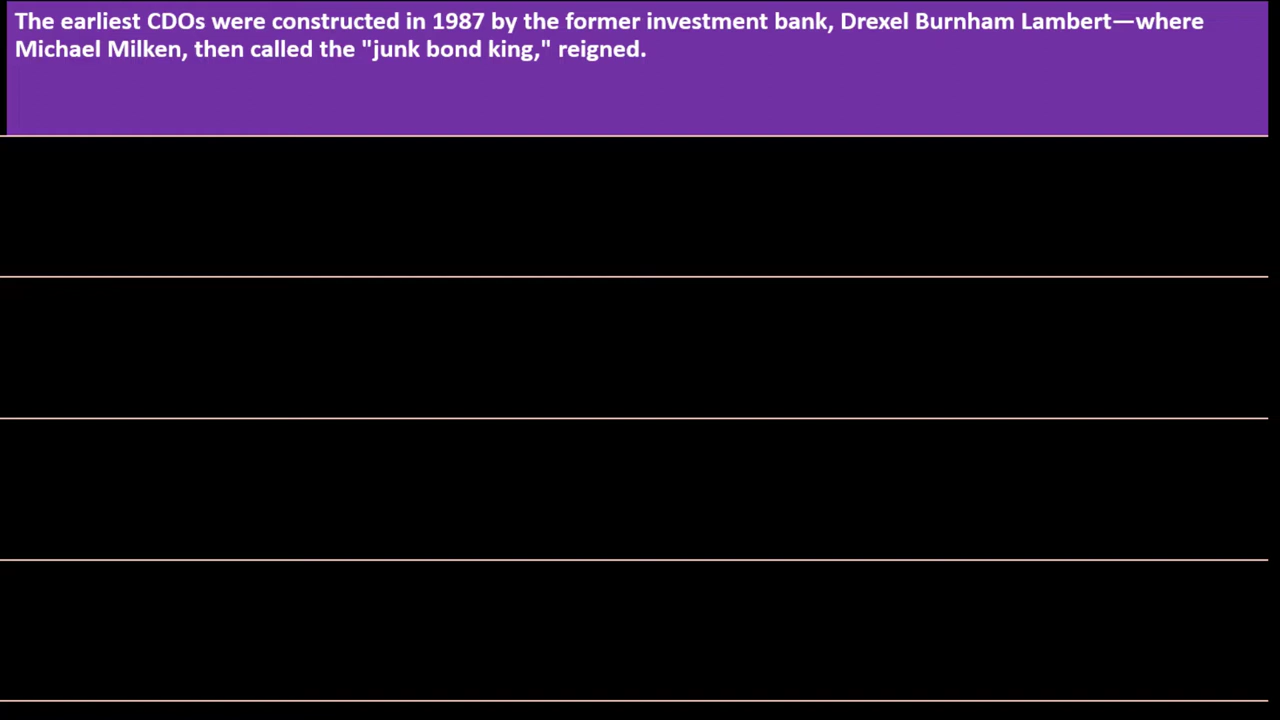 The earliest CDOs were constructed in 1987 by the former investment bank, Drexel Burnham Lambert—where
Michael Milken, then called the "junk bond king," reigned.